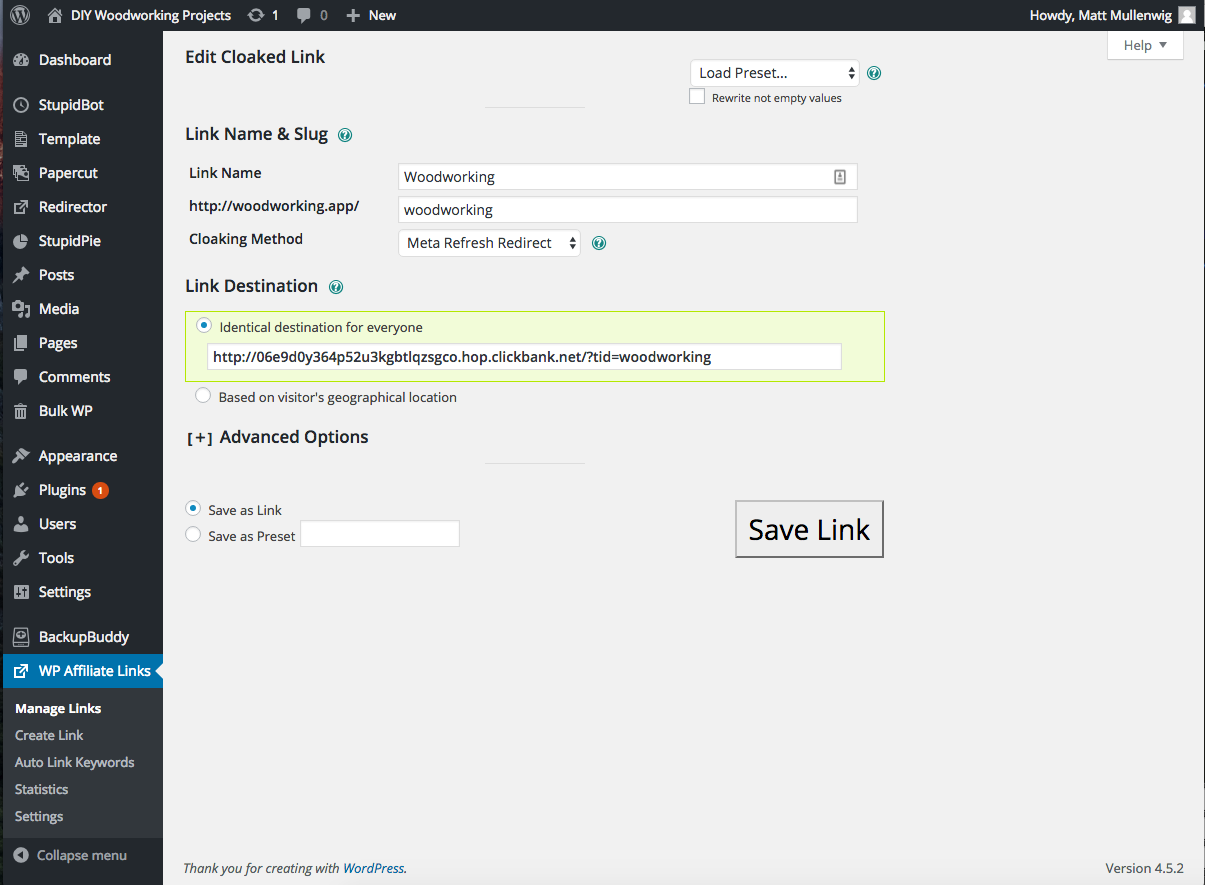 DIY Woodworking Projects 1 0 New Howdy, Matt Mullenwig
Help
Dashboard
StupidBot
Template
Papercut
Redirector
StupidPie
Posts
Media
Pages
Comments
Bulk WP
Appearance
Plugins 1
Users
Tools
Settings
BackupBuddy
WP Affiliate Links
Manage Links
Create Link
Auto Link Keywords
Statistics
Settings
Collapse menu
Edit Cloaked Link
Load Preset...
Rewrite not empty values
Link Name & Slug
Link Name Woodworking
http://woodworking.app/ woodworking
Cloaking Method Meta Refresh Redirect
Link Destination
Identical destination for everyone
http://06e9d0y364p52u3kgbtlqzsgco.hop.clickbank.net/?tid=woodworking
Based on visitor's geographical location
[+] Advanced Options
Save as Link
Save as Preset
Save Link
Thank you for creating with WordPress. Version 4.5.2